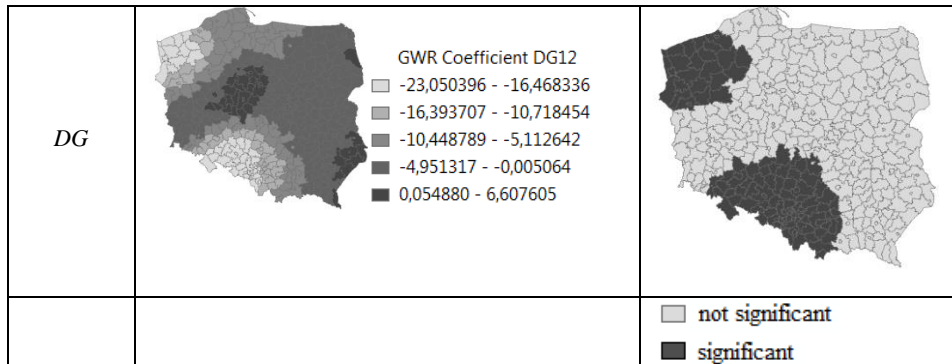 DG
GWR Coefficient DG12
-23,050396 - -16,468336
-16,393707 - -10,718454
-10,448789 - -5,112642
-4,951317 - -0,005064
0,054880 - 6,607605
not significant
significant